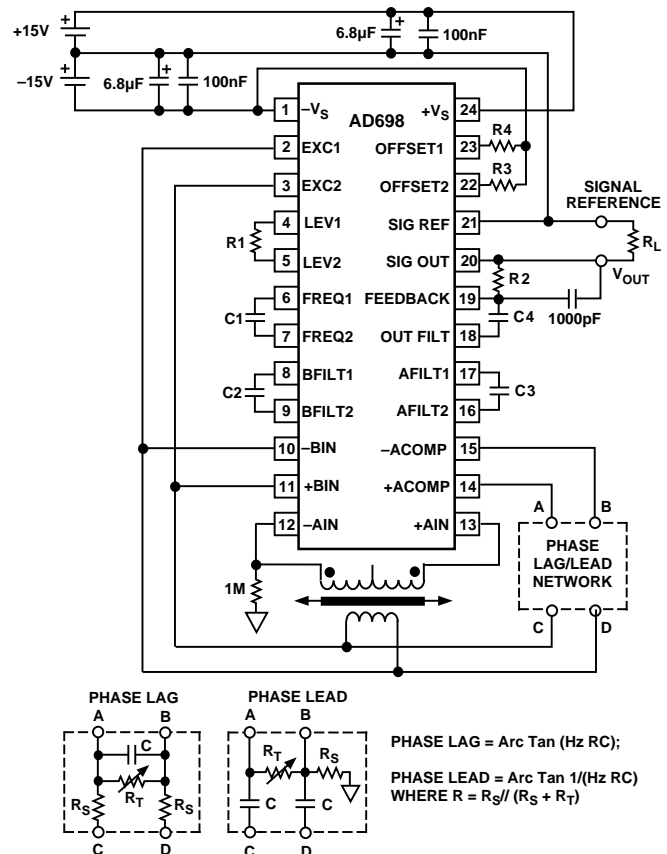 +15V
6.8µF +
100nF
–15V
6.8µF +
100nF
AD698
1 –VS
+VS 24
2 EXC1
OFFSET1 23
R4
3 EXC2
OFFSET2 22
R3
SIGNAL
REFERENCE
4 LEV1
SIG REF 21
R1
RL
5 LEV2
SIG OUT 20
VOUT
R2
6 FREQ1
FEEDBACK 19
C1
C4
1000pF
7 FREQ2
OUT FILT 18
8 BFILT1
AFILT1 17
C2
C3
9 BFILT2
AFILT2 16
10 –BIN
–ACOMP 15
11 +BIN
+ACOMP 14
A
B
12 –AIN
+AIN 13
PHASE
LAG/LEAD
NETWORK
1M
C
D
PHASE LAG
A
B
C
RT
RS
RS
C
D
PHASE LEAD
A
B
RT
RS
C
C
C
D
PHASE LAG = Arc Tan (Hz RC);
PHASE LEAD = Arc Tan 1/(Hz RC)
WHERE R = RS// (RS + RT)